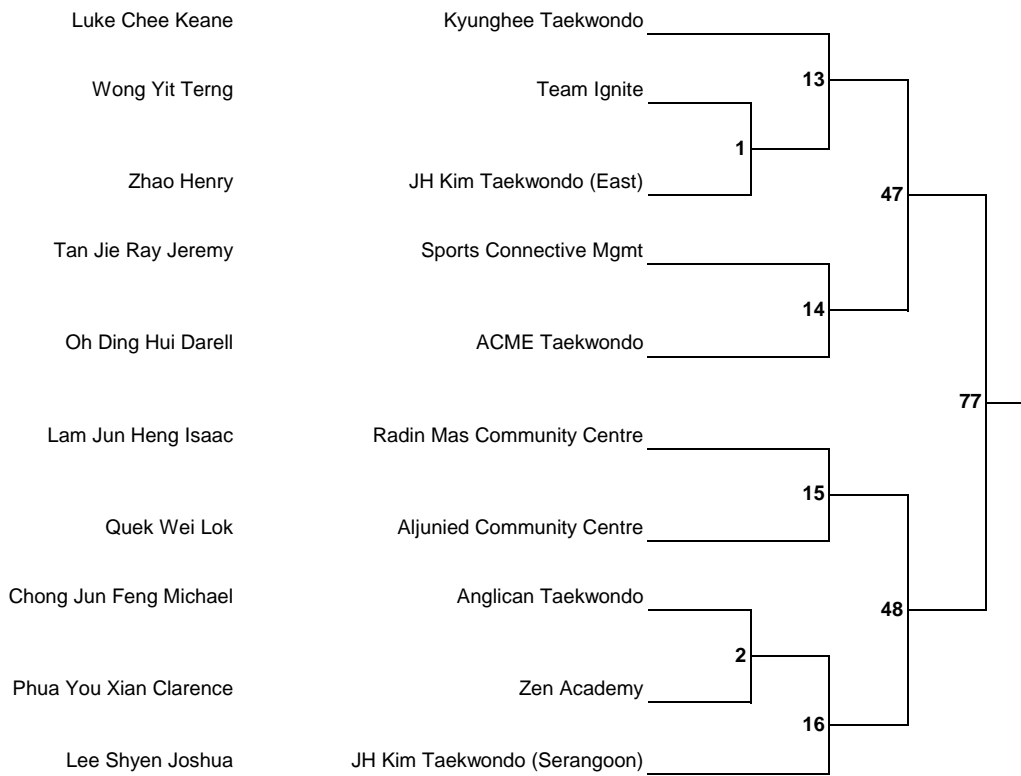 Luke Chee Keane Kyunghee Taekwondo
13
Wong Yit Terng Team Ignite
1
Zhao Henry JH Kim Taekwondo (East)
47
Tan Jie Ray Jeremy Sports Connective Mgmt
14
Oh Ding Hui Darell ACME Taekwondo
77
Lam Jun Heng Isaac Radin Mas Community Centre
15
Quek Wei Lok Aljunied Community Centre
Chong Jun Feng Michael Anglican Taekwondo
48
2
Phua You Xian Clarence Zen Academy
16
Lee Shyen Joshua JH Kim Taekwondo (Serangoon)